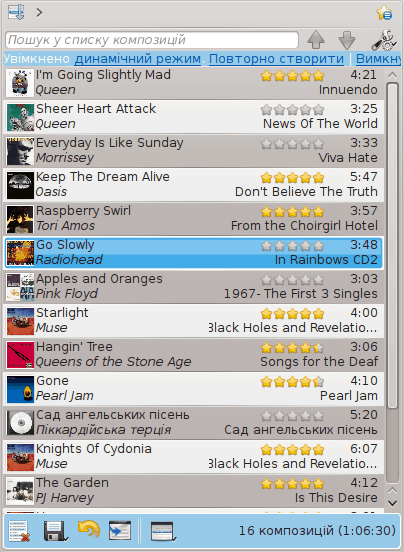 Пошук у списку композицій
Увімкнено динамічний режим. Повторно створити | Вимкну
I'm Going Slightly Mad 4:21
Queen Innuendo
Sheer Heart Attack 3:25
Queen News Of The World
Everyday Is Like Sunday 3:33
Morrissey Viva Hate
Keep The Dream Alive 5:47
Oasis Don't Believe The Truth
Raspberry Swirl 3:57
Tori Amos From the Choirgirl Hotel
Go Slowly 3:48
Radiohead In Rainbows CD2
Apples and Oranges 3:03
Pink Floyd 1967- The First 3 Singles
Starlight 4:00
Muse Black Holes and Revelatio...
Hangin' Tree 3:06
Queens of the Stone Age Songs for the Deaf
Gone 4:10
Pearl Jam Pearl Jam
Сад ангельських пісень 5:20
Піккардійська терція Сад ангельських пісень
Knights Of Cydonia 6:07
Muse Black Holes and Revelatio...
The Garden 4:12
PJ Harvey Is This Desire
16 композицій (1:06:30)